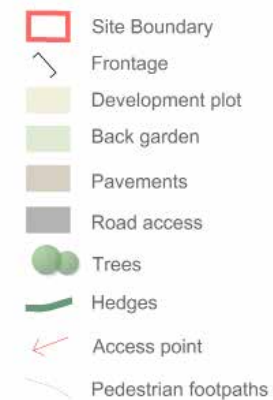 Site Boundary
Frontage
Development plot
Back garden
Pavements
Road access
Trees
Hedges
Access point
Pedestrian footpaths